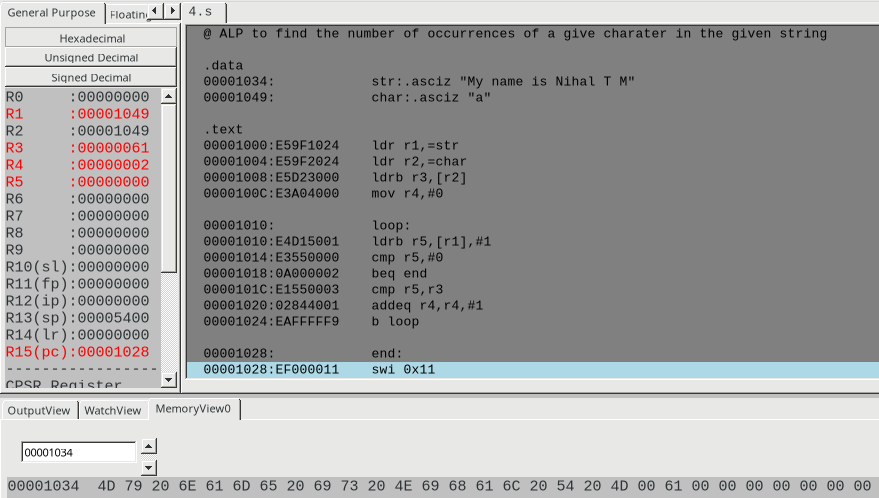 General Purpose
Floating
4.s
Hexadecimal
Unsigned Decimal
Signed Decimal
R0 :00000000
R1 :00001049
R2 :00001049
R3 :00000061
R4 :00000002
R5 :00000000
R6 :00000000
R7 :00000000
R8 :00000000
R9 :00000000
R10(sl):00000000
R11(fp):00000000
R12(ip):00000000
R13(sp):00005400
R14(lr):00000000
R15(pc):00001028
-----------------
CPSR Register
@ ALP to find the number of occurrences of a give charater in the given string
.data
00001034: str:.asciz "My name is Nihal T M"
00001049: char:.asciz "a"
.text
00001000:E59F1024 ldr r1,=str
00001004:E59F2024 ldr r2,=char
00001008:E5D23000 ldrb r3,[r2]
0000100C:E3A04000 mov r4,#0
00001010: loop:
00001010:E4D15001 ldrb r5,[r1],#1
00001014:E3550000 cmp r5,#0
00001018:0A000002 beq end
0000101C:E1550003 cmp r5,r3
00001020:02844001 addeq r4,r4,#1
00001024:EAFFFFF9 b loop
00001028: end:
00001028:EF000011 swi 0x11
OutputView
WatchView
MemoryView0
00001034
00001034 4D 79 20 6E 61 6D 65 20 69 73 20 4E 69 68 61 6C 20 54 20 4D 00 61 00 00 00 00 00 00 00